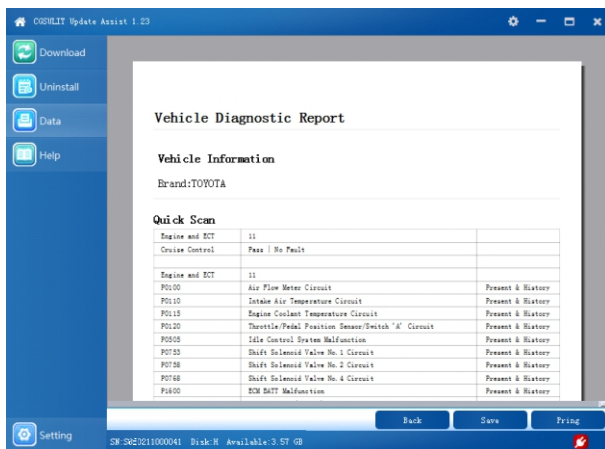 CGSULIT Update Assist 1.23
Download
Uninstall
Data
Help
Vehicle Diagnostic Report
Vehicle Information
Brand:TOYOTA
Quick Scan
Engine and ECT 11
Cruise Control Pass | No Fault
Engine and ECT 11
P0100 Air Flow Meter Circuit Present & History
P0110 Intake Air Temperature Circuit Present & History
P0115 Engine Coolant Temperature Circuit Present & History
P0120 Throttle/Pedal Position Sensor/Switch "A" Circuit Present & History
P0505 Idle Control System Malfunction Present & History
P0753 Shift Solenoid Valve No.1 Circuit Present & History
P0758 Shift Solenoid Valve No.2 Circuit Present & History
P0768 Shift Solenoid Valve No.4 Circuit Present & History
P1600 ECM BATT Malfunction Present & History
Back Save Pring
Setting
Disk:H Available:3.57 GB